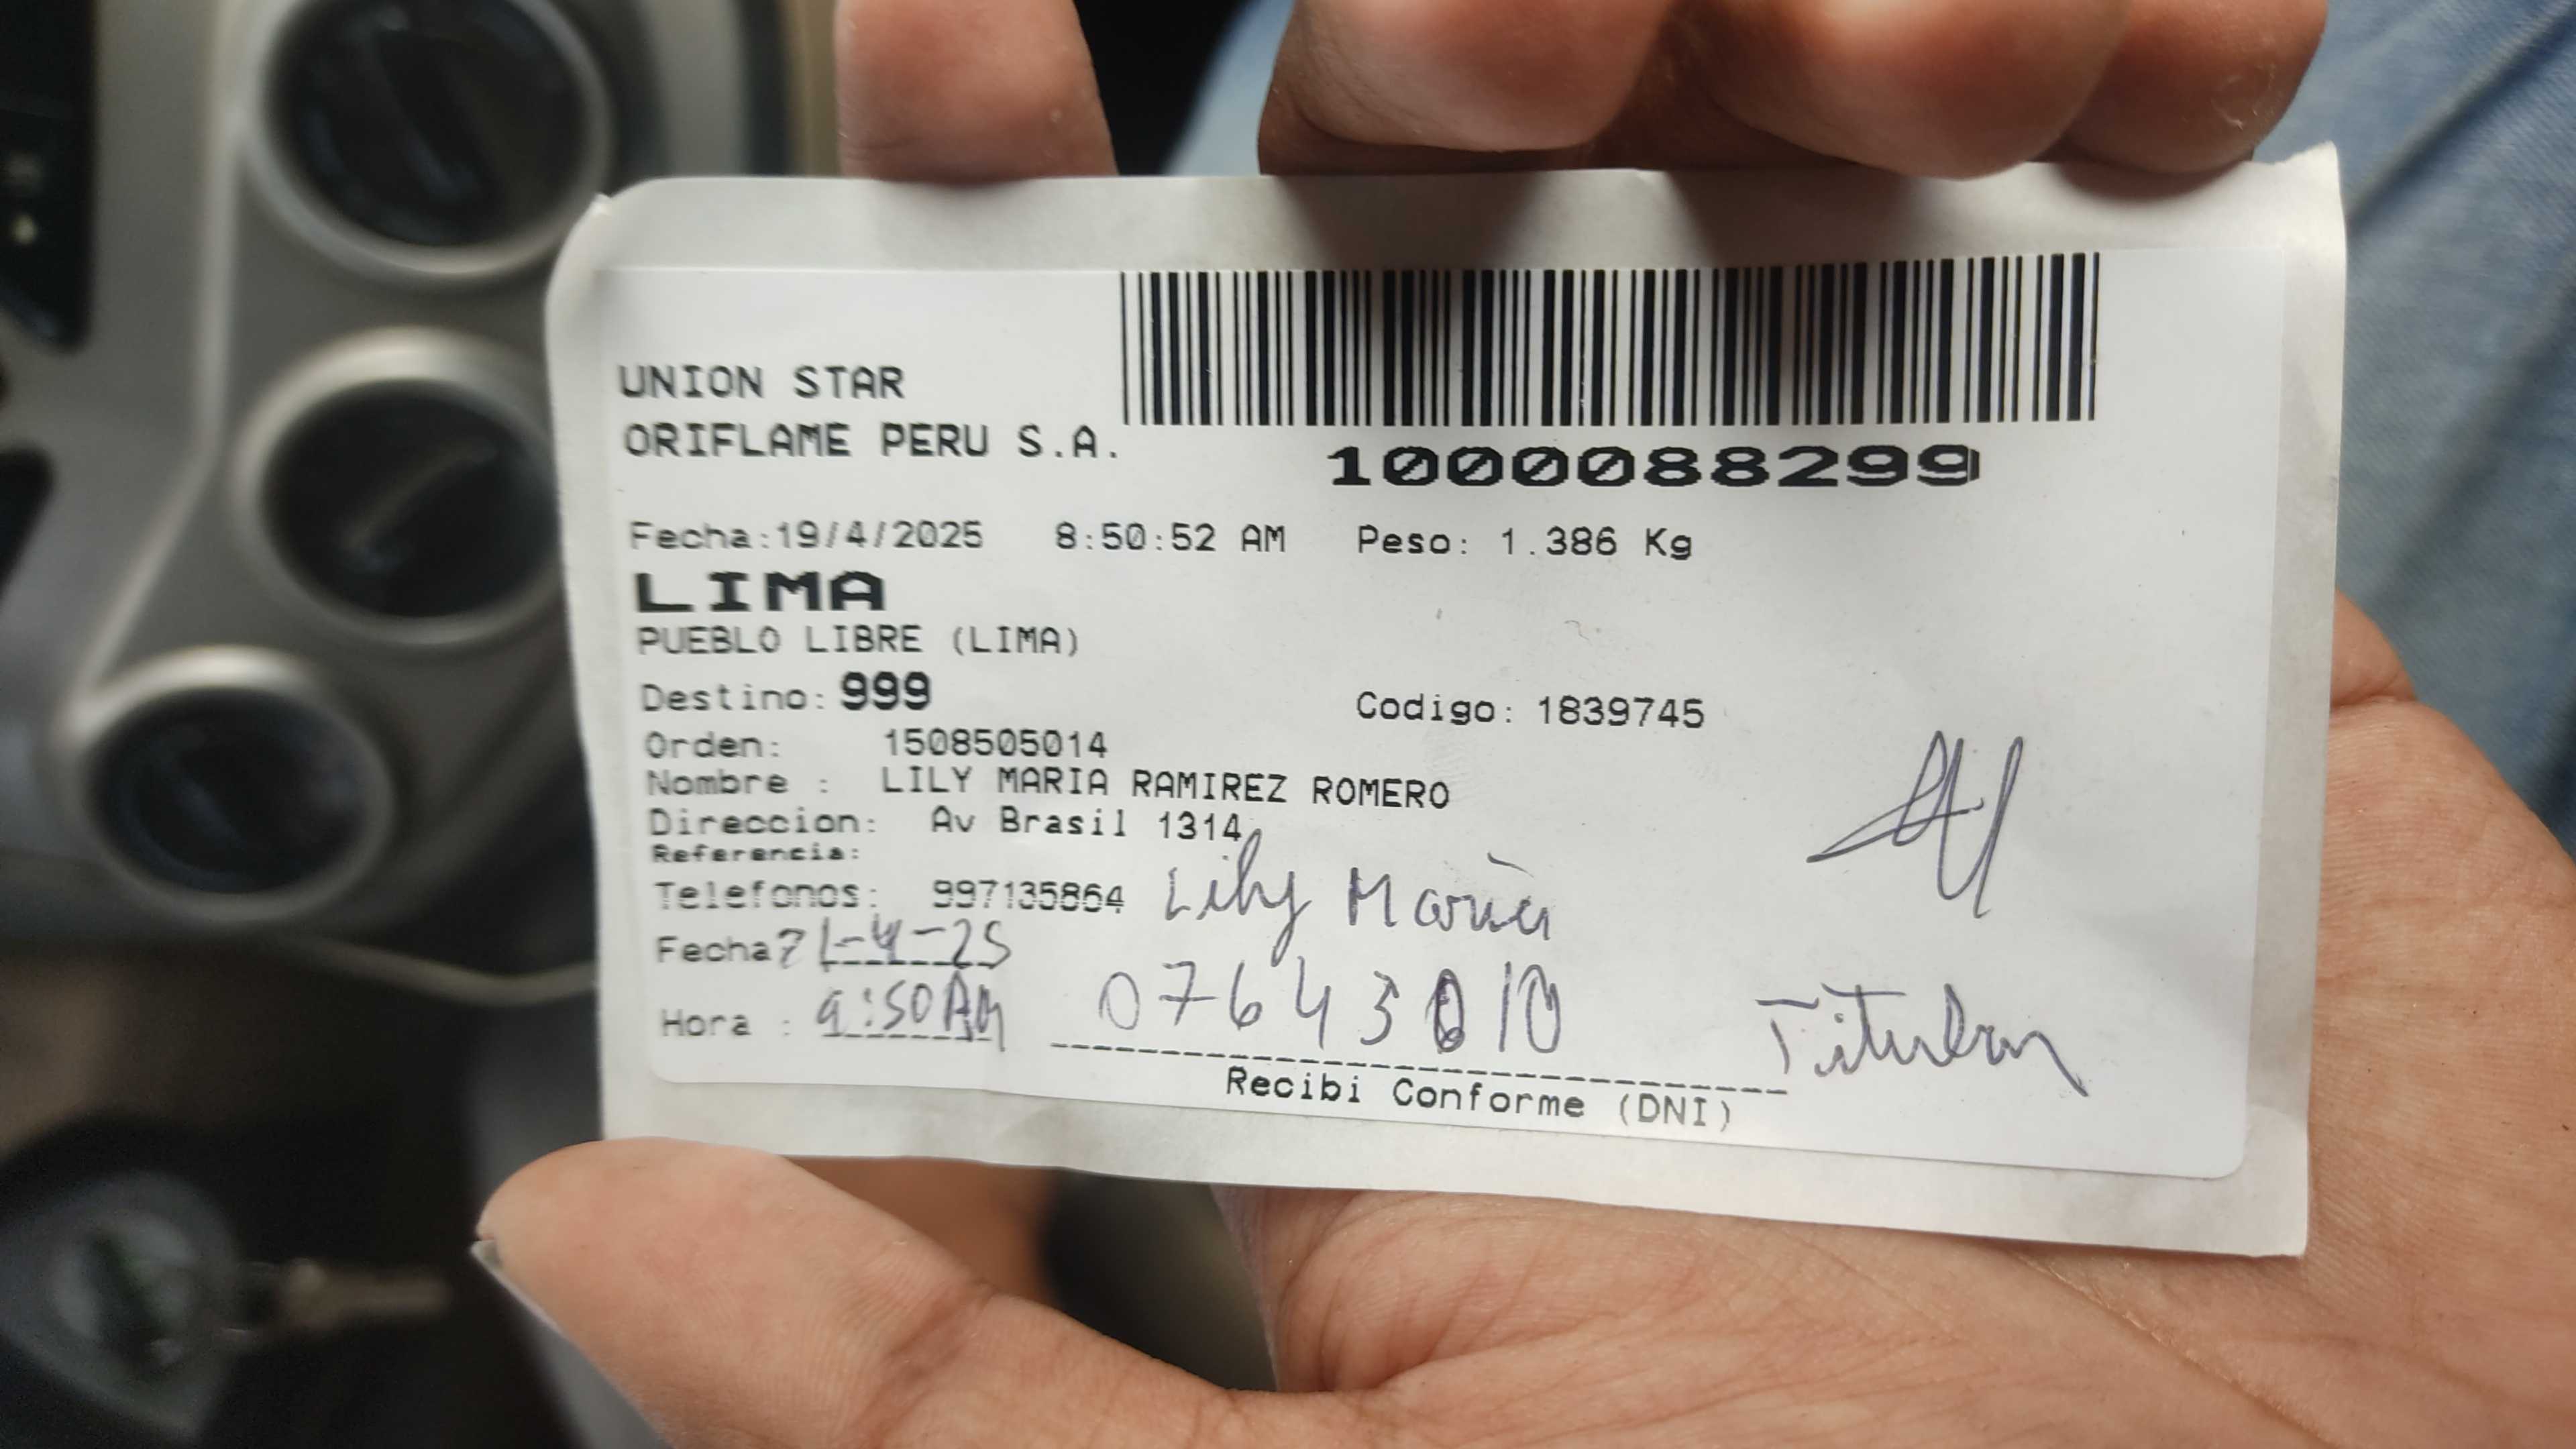 UNION STAR
ORIFLAME PERU S.A.
1000088299
Fecha:19/4/2025 8:50:52 AM Peso: 1.386 Kg
LIMA
PUEBLO LIBRE (LIMA)
Destino: 999 Codigo: 1839745
Orden: 1508505014
Nombre : LILY MARIA RAMIREZ ROMERO
Direccion: Av Brasil 1314
Referencia:
Telefonos: 997135864 Lily Maria
Fecha 21-4-25
Hora : 9:50 AM 07643010 Titular
Recibi Conforme (DNI)